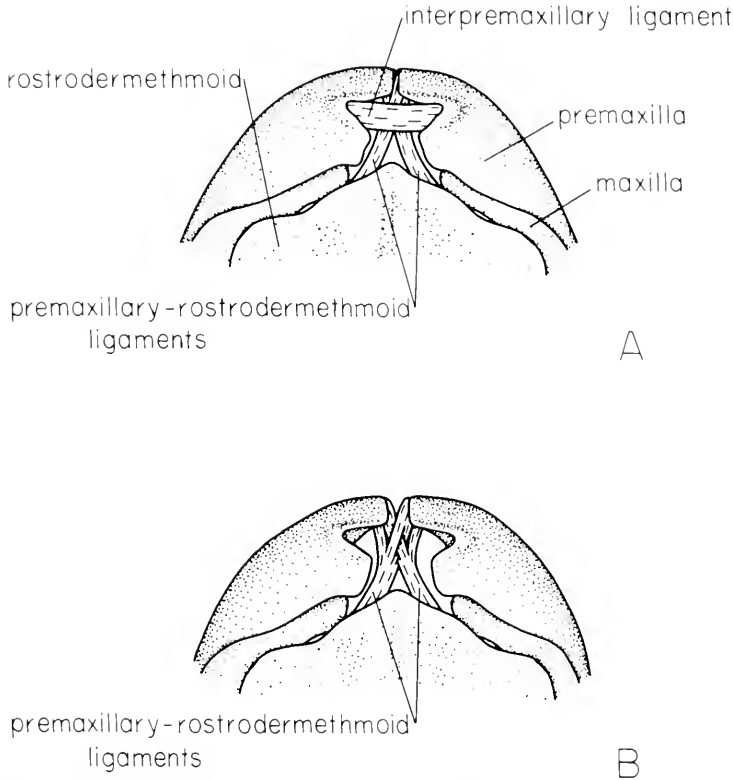 interpremaxillary ligament
rostrodermethmoid
premaxilla
maxilla
premaxillary-rostrodermethmoid
ligaments
A
premaxillary-rostrodermethmoid
ligaments
B